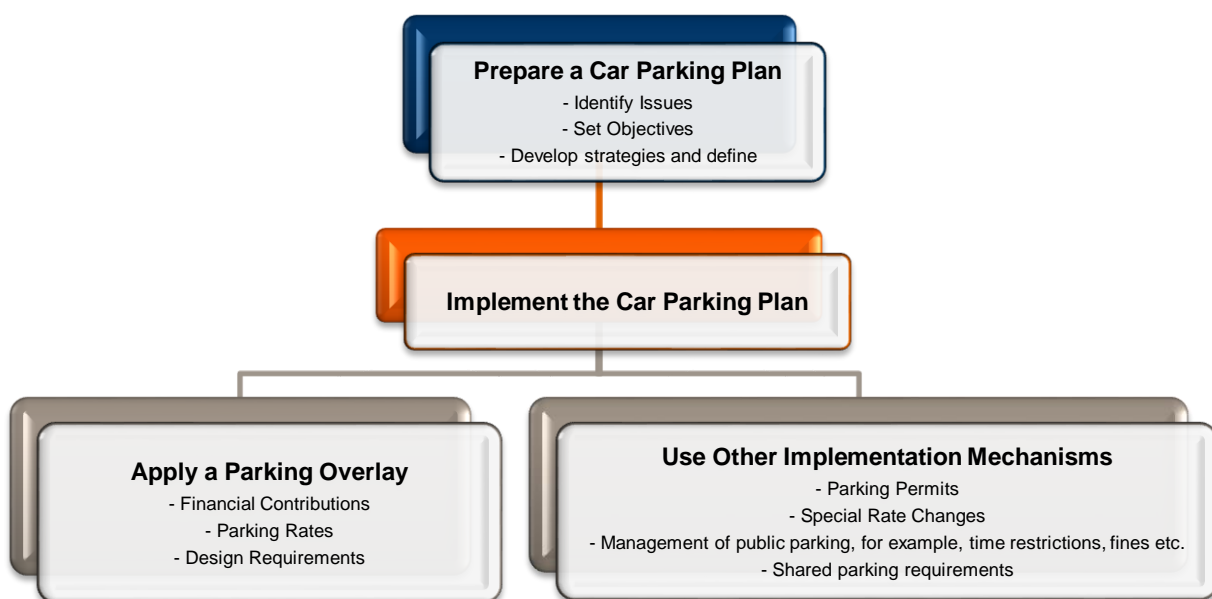 Prepare a Car Parking Plan
- Identify Issues
- Set Objectives
- Develop strategies and define
Implement the Car Parking Plan
Apply a Parking Overlay
- Financial Contributions
- Parking Rates
- Design Requirements
Use Other Implementation Mechanisms
- Parking Permits
- Special Rate Changes
- Management of public parking, for example, time restrictions, fines etc.
- Shared parking requirements